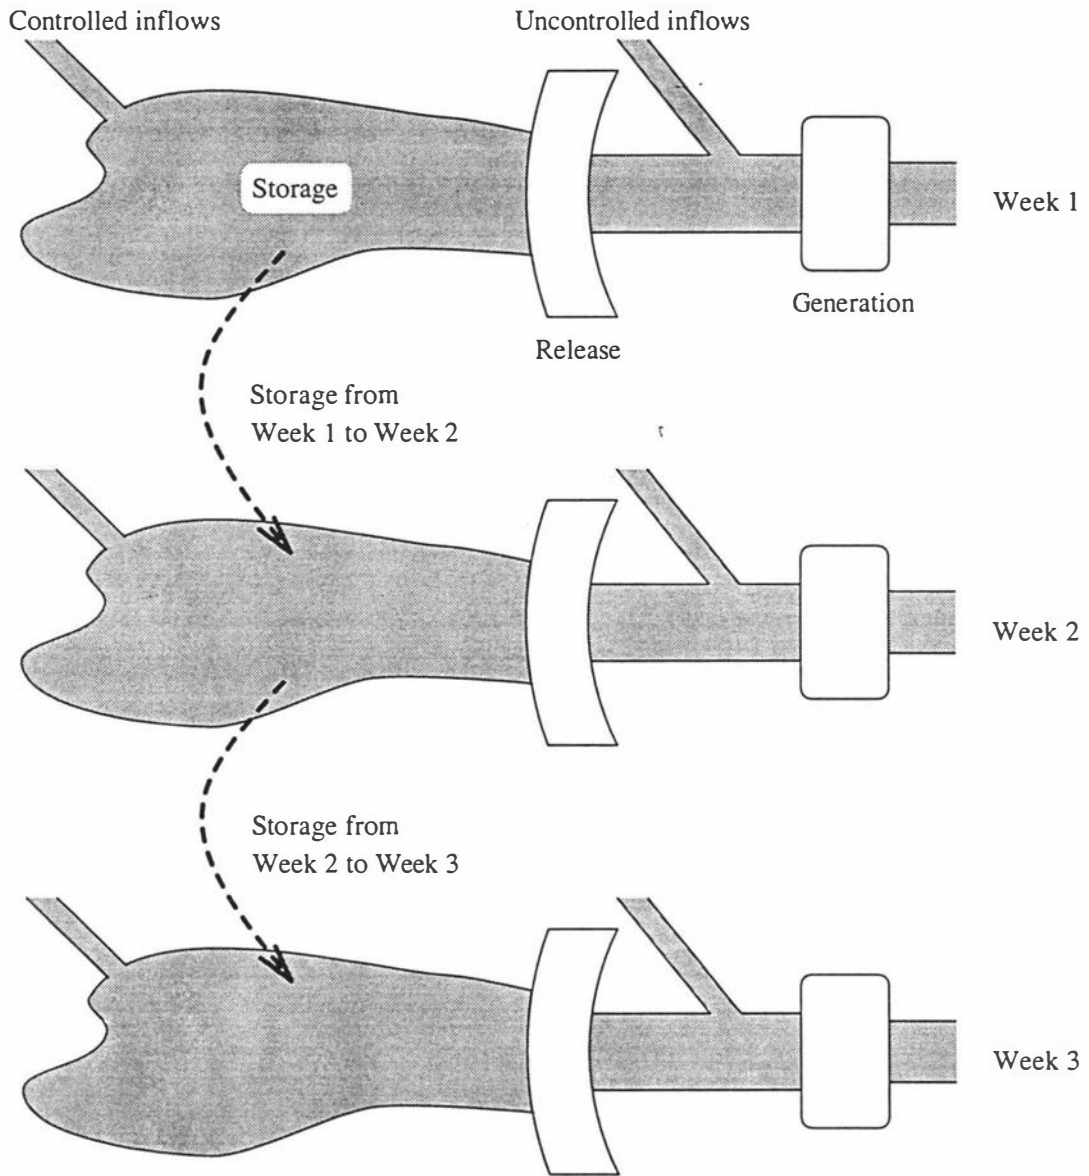 Controlled inflows
Uncontrolled inflows
Storage
Week 1
Generation
Release
Storage from
Week 1 to Week 2
Week 2
Storage from
Week 2 to Week 3
Week 3